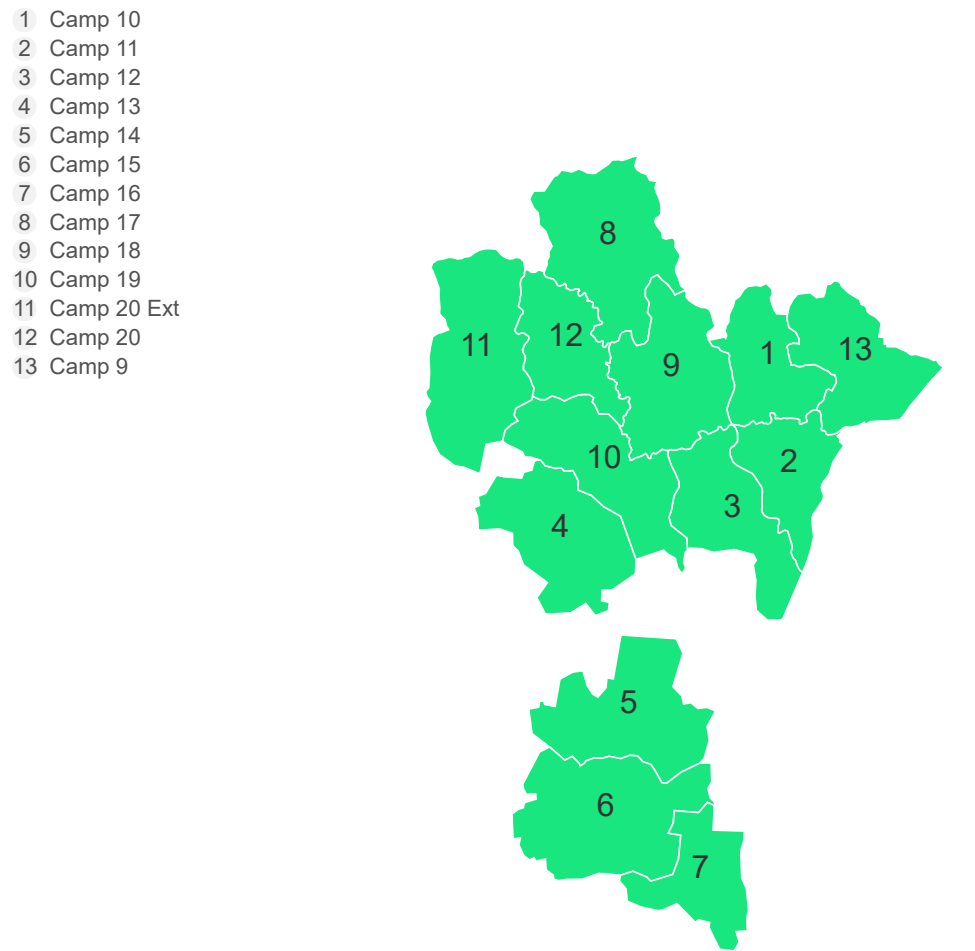 1 Camp 10
2 Camp 11
3 Camp 12
4 Camp 13
5 Camp 14
6 Camp 15
7 Camp 16
8 Camp 17
9 Camp 18
10 Camp 19
11 Camp 20 Ext
12 Camp 20
13 Camp 9
8
11
12
9
1
13
10
2
3
4
5
6
7